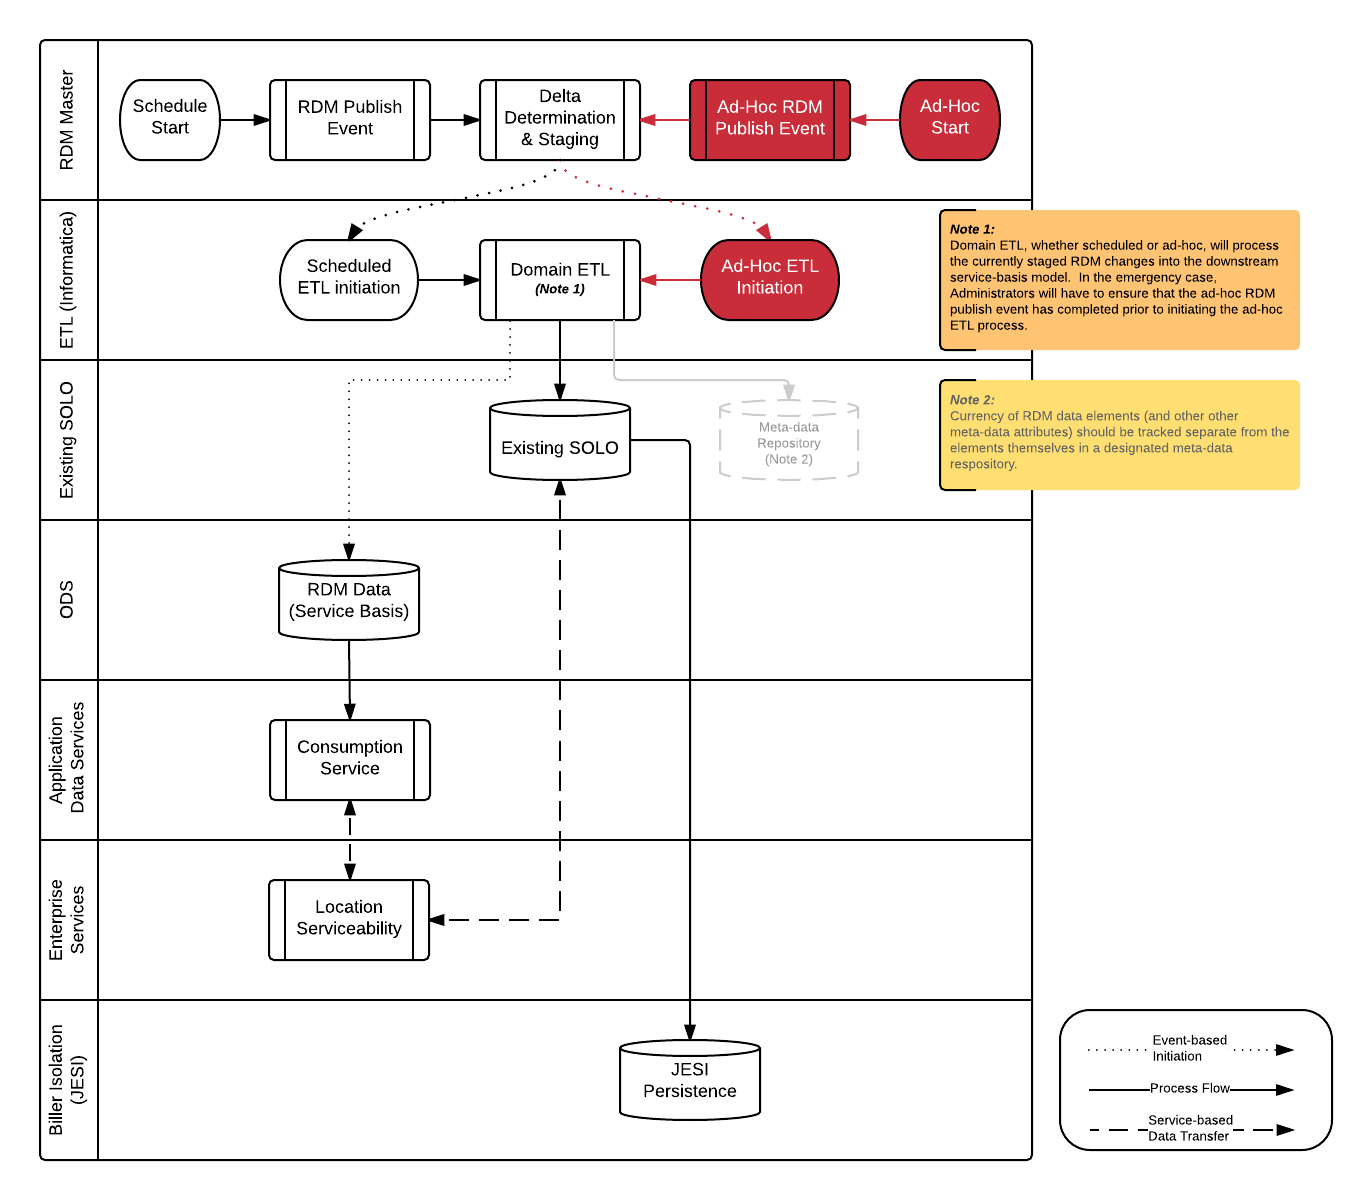 RDM Master
Schedule
Start
RDM Publish
Event
Delta
Determination
& Staging
Ad-Hoc RDM
Publish Event
Ad-Hoc
Start
ETL (Informatica)
Scheduled
ETL initiation
Domain ETL
(Note 1)
Ad-Hoc ETL
Initiation
Note 1:
Domain ETL, whether scheduled or ad-hoc, will process
the currently staged RDM changes into the downstream
service-basis model.  In the emergency case,
Administrators will have to ensure that the ad-hoc RDM
publish event has completed prior to initiating the ad-hoc
ETL process.
Existing SOLO
Existing SOLO
Meta-data
Repository
(Note 2)
Note 2:
Currency of RDM data elements (and other other
meta-data attributes) should be tracked separate from the
elements themselves in a designated meta-data
respository.
ODS
RDM Data
(Service Basis)
Application
Data Services
Consumption
Service
Enterprise
Services
Location
Serviceability
Biller Isolation
(JESI)
JESI
Persistence
Event-based
Initiation
Process Flow
Service-based
Data Transfer